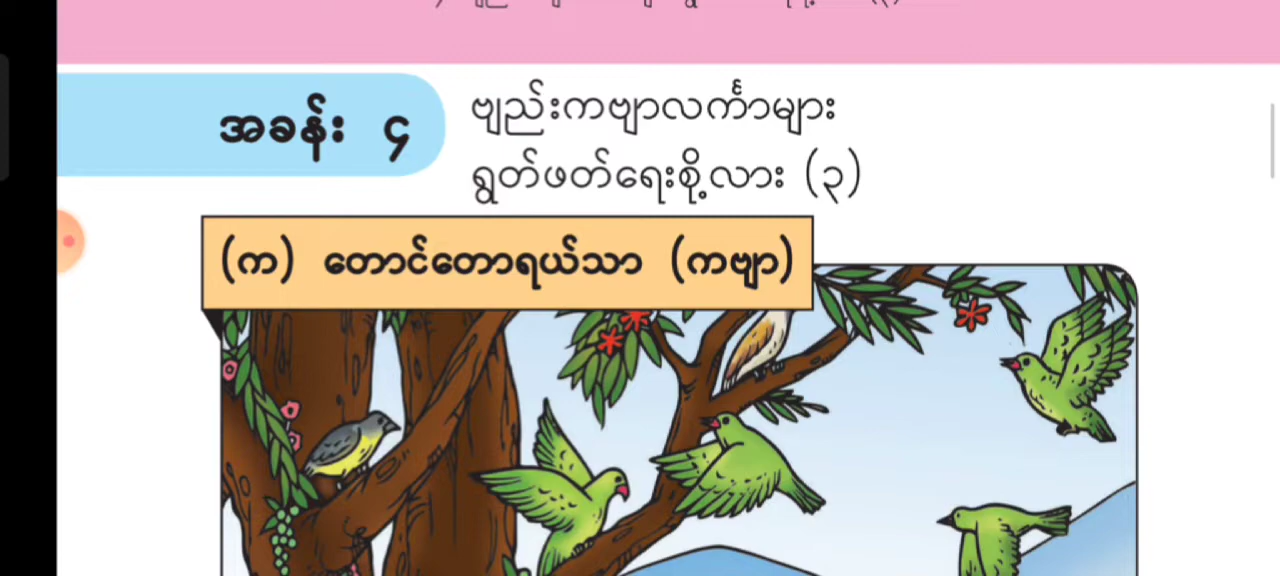 အခန်း ၄
ဗျည်းကဗျာလင်္ကာများ
ရွတ်ဖတ်ရေးစို့လား (၃)
(က) တောင်တောရယ်သာ (ကဗျာ)